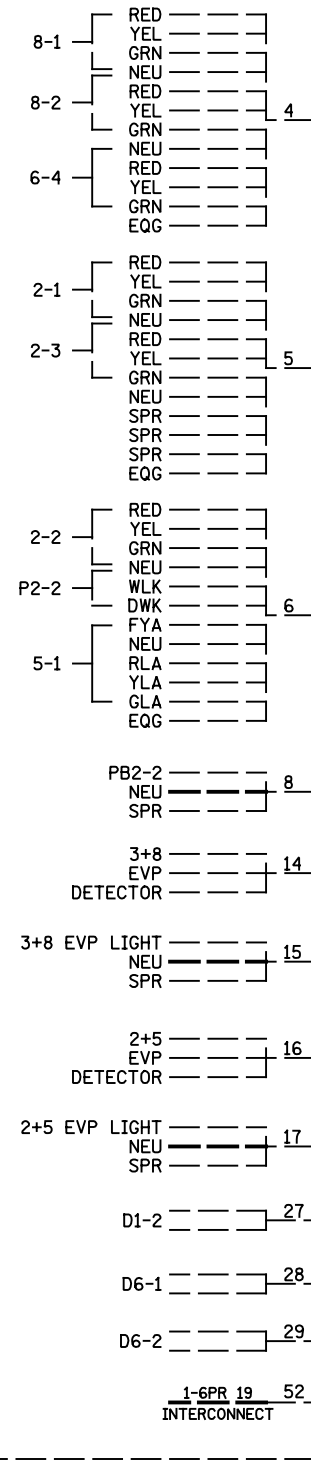 RED
YEL
8-1
GRN
NEU
RED
8-2
YEL
4
GRN
NEU
RED
6-4
YEL
GRN
EQG
RED
2-1
YEL
GRN
NEU
RED
2-3
YEL
5
GRN
NEU
SPR
SPR
SPR
EQG
RED
YEL
2-2
GRN
NEU
P2-2
WLK
DWK
6
FYA
NEU
5-1
RLA
YLA
GLA
EQG
PB2-2
NEU
8
SPR
3+8
EVP
14
DETECTOR
3+8 EVP LIGHT
NEU
15
SPR
2+5
EVP
16
DETECTOR
2+5 EVP LIGHT
NEU
17
SPR
D1-2
27
D6-1
28
D6-2
29
1-6PR 19
52
INTERCONNECT